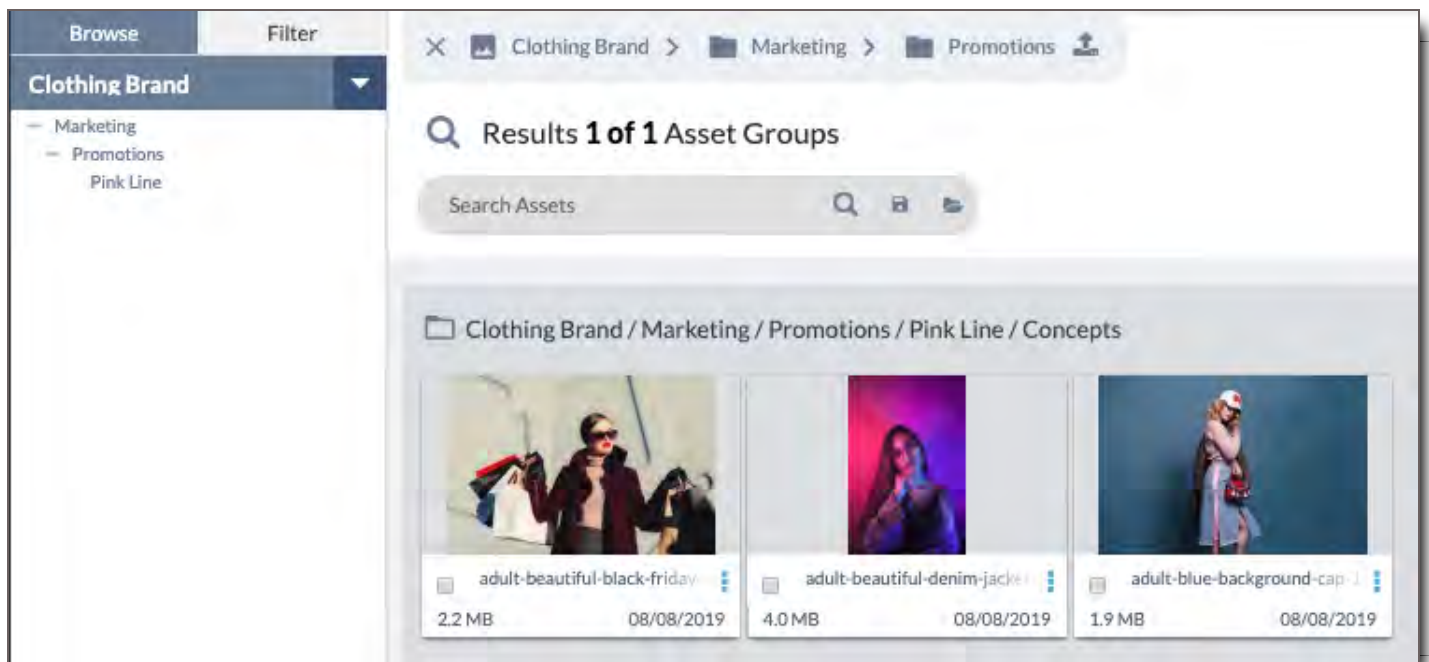 Browse Filter
Clothing Brand
Marketing
Promotions
Pink Line
Clothing Brand > Marketing > Promotions
Results 1 of 1 Asset Groups
Search Assets
Clothing Brand / Marketing / Promotions / Pink Line / Concepts
adult-beautiful-black-friday adult-beautiful-denim-jacke adult-blue-background-cap-
2.2 MB 08/08/2019 4.0 MB 08/08/2019 1.9 MB 08/08/2019